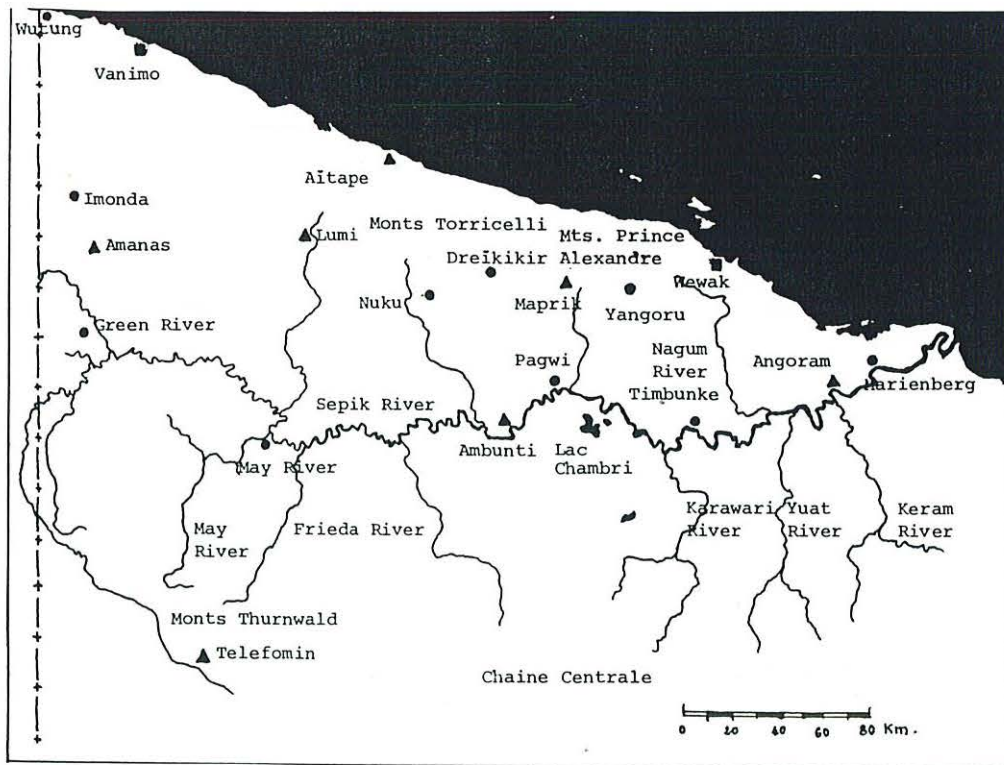 Wutung
Vanimo
Aïtape
Imonda
Amanas
Lumi
Monts Torricelli
Mts. Prince
Alexandre
Dreïkikir
Nuku
Maprik
Yangoru
Wewak
Green River
Pagwi
Nagum
River
Timbunke
Angoram
Marienberg
Sepik River
Ambunti
Lac
Chambri
May River
May
River
Frieda River
Karawari
River
Yuat
River
Keram
River
Monts Thurnwald
Telefomin
Chaine Centrale
0 20 40 60 80 Km.